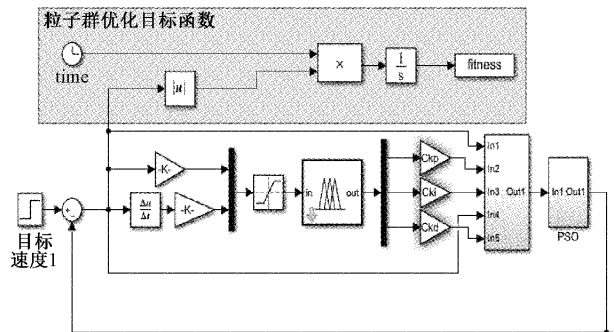 粒子群优化目标函数
time
|u|
×
1
s
fitness
-K-
Δu
Δt
-K-
in
out
Ckp
Cki
Ckd
In1
In2
In3 Out1
In4
In5
In1 Out1
PSO
+
-
目标
速度1